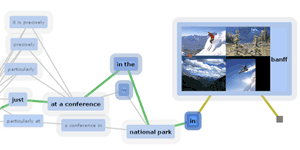 it is precisely
precisely
in the
particularly
banff
just
at a conference
particularly at
in
a conference in
national park